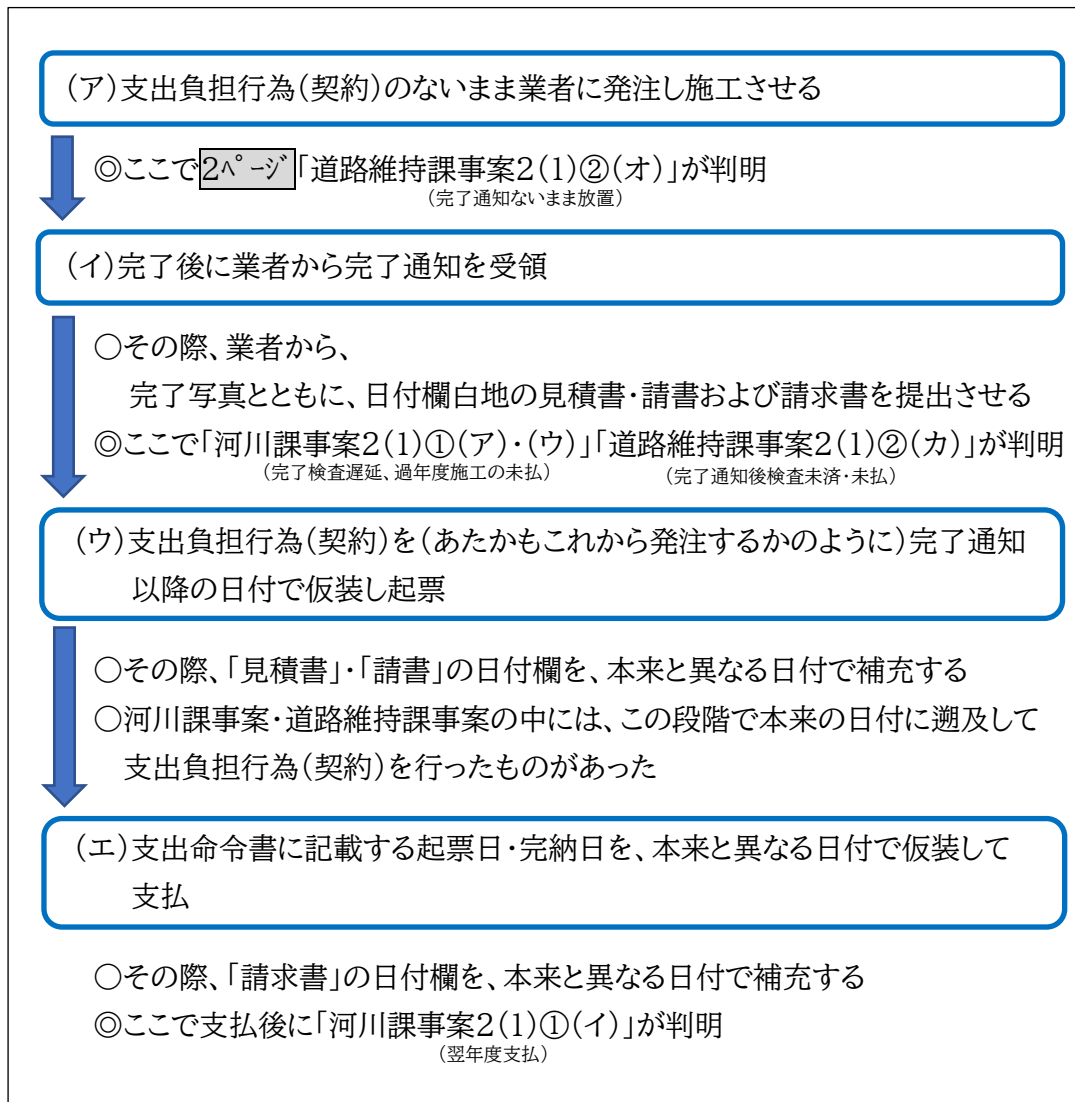 (ア)支出負担行為(契約)のないまま業者に発注し施工させる
◎ここで2ﾍﾟｰｼﾞ「道路維持課事案2(1)②(オ)」が判明
(完了通知ないまま放置)
(イ)完了後に業者から完了通知を受領
○その際、業者から、
完了写真とともに、日付欄白地の見積書・請書および請求書を提出させる
◎ここで「河川課事案2(1)①(ア)・(ウ)」「道路維持課事案2(1)②(カ)」が判明
(完了検査遅延、過年度施工の未払) (完了通知後検査未済・未払)
(ウ)支出負担行為(契約)を(あたかもこれから発注するかのように)完了通知
以降の日付で仮装し起票
○その際、「見積書」・「請書」の日付欄を、本来と異なる日付で補充する
○河川課事案・道路維持課事案の中には、この段階で本来の日付に遡及して
支出負担行為(契約)を行ったものがあった
(エ)支出命令書に記載する起票日・完納日を、本来と異なる日付で仮装して
支払
○その際、「請求書」の日付欄を、本来と異なる日付で補充する
◎ここで支払後に「河川課事案2(1)①(イ)」が判明
(翌年度支払)